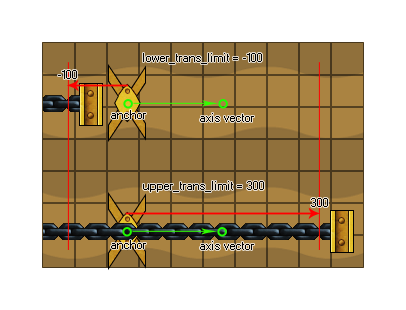 lower_trans_limit = -100
-100
anchor
axis vector
upper_trans_limit = 300
300
anchor
axis vector